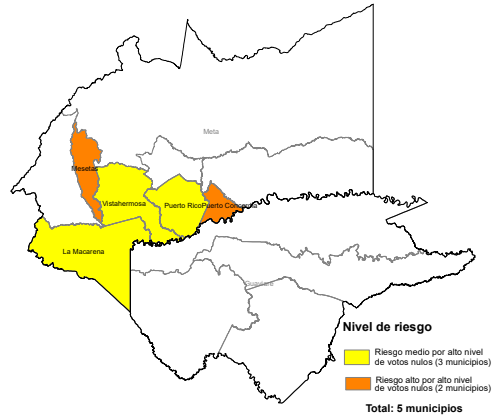 Meta
Mesetas
Vistahermosa
Puerto Rico
Puerto Concordia
La Macarena
Guaviare
Nivel de riesgo
Riesgo medio por alto nivel
de votos nulos (3 municipios)
Riesgo alto por alto nivel
de votos nulos (2 municipios)
Total: 5 municipios